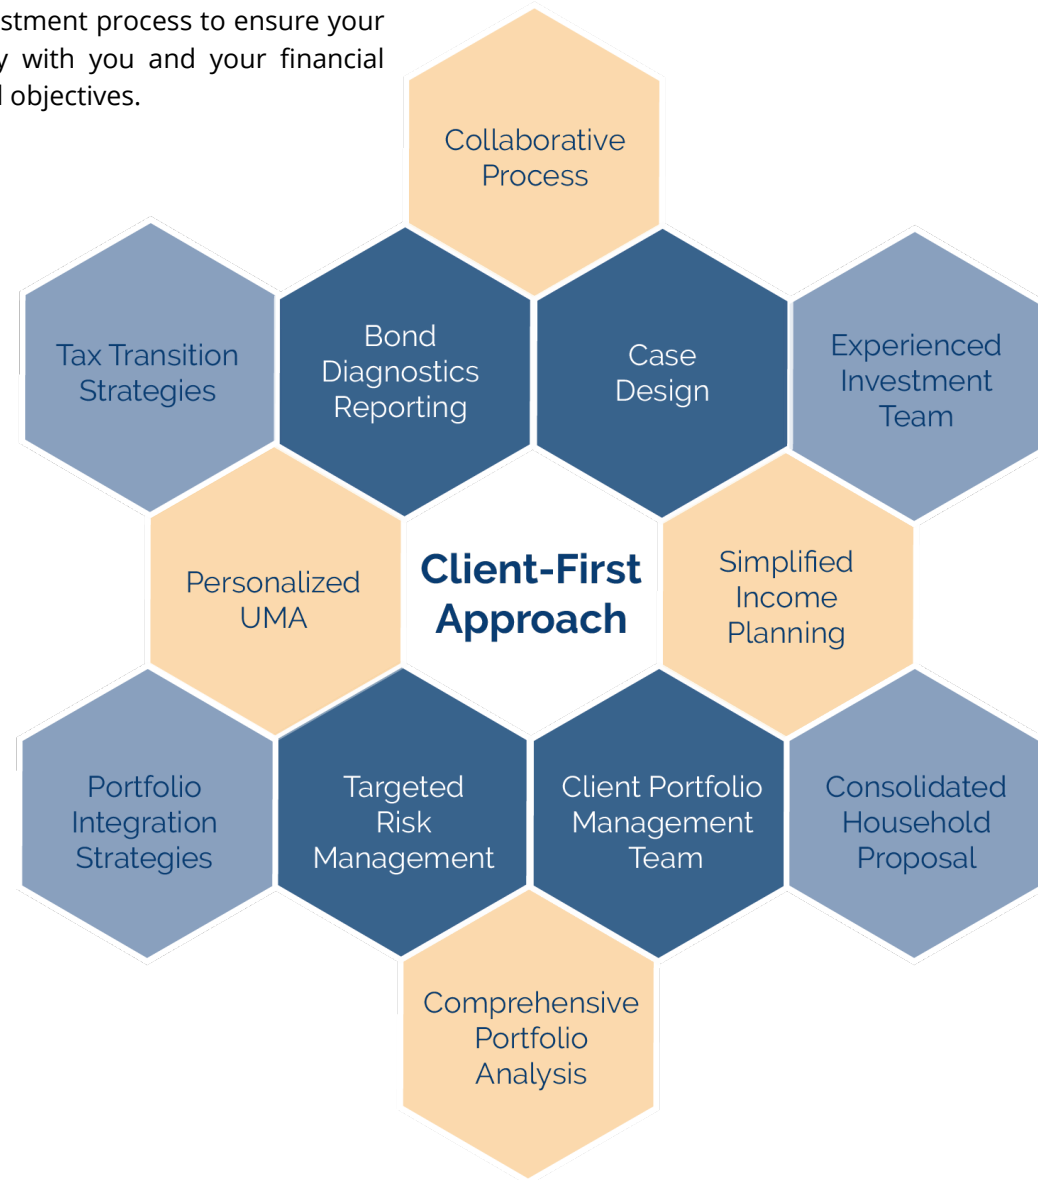 your
with you and your financial
objectives.
process to ensure
Collaborative
Process
Tax Transition
Strategies
Bond
Diagnostics
Reporting
Case
Design
Experienced
Investment
Team
Personalized
UMA
Client-First
Approach
Simplified
Income
Planning
Portfolio
Integration
Strategies
Targeted
Risk
Management
Client Portfolio
Management
Team
Consolidated
Household
Proposal
Comprehensive
Portfolio
Analysis